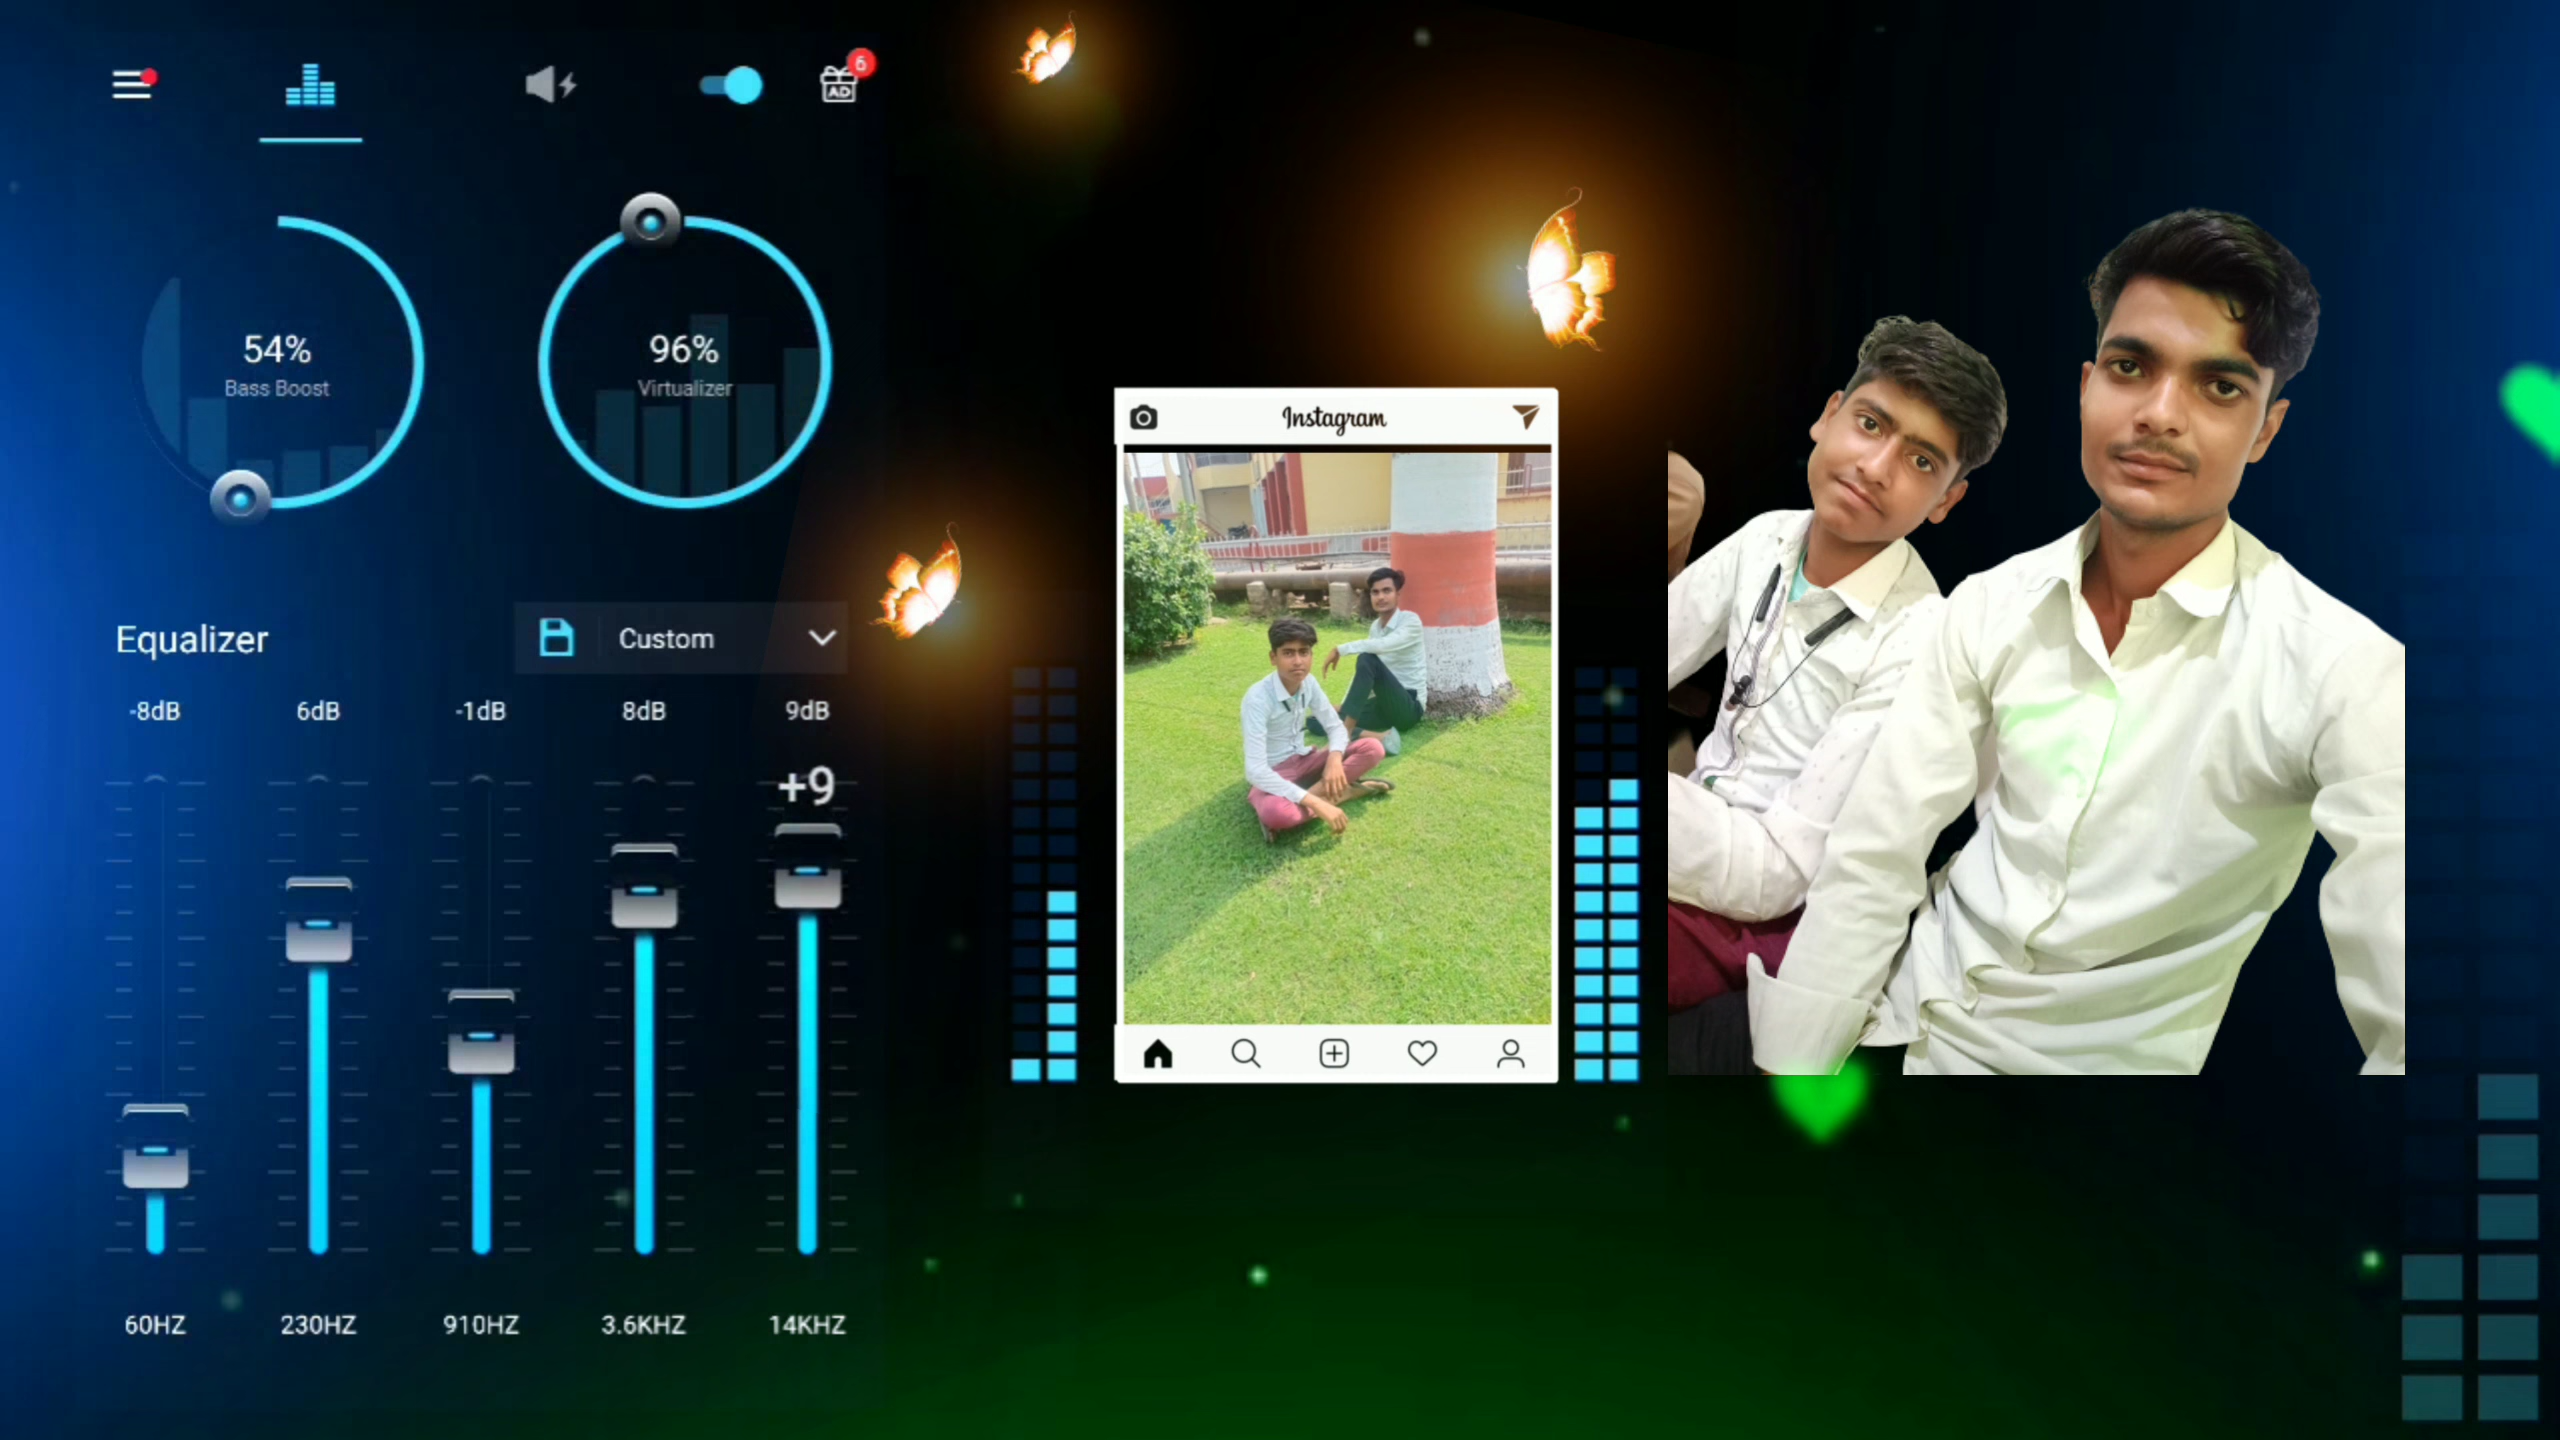 6
AD
54%
Bass Boost
96%
Virtualizer
Equalizer
Custom
-8dB 6dB -1dB 8dB 9dB
+9
60HZ 230HZ 910HZ 3.6KHZ 14KHZ
Instagram